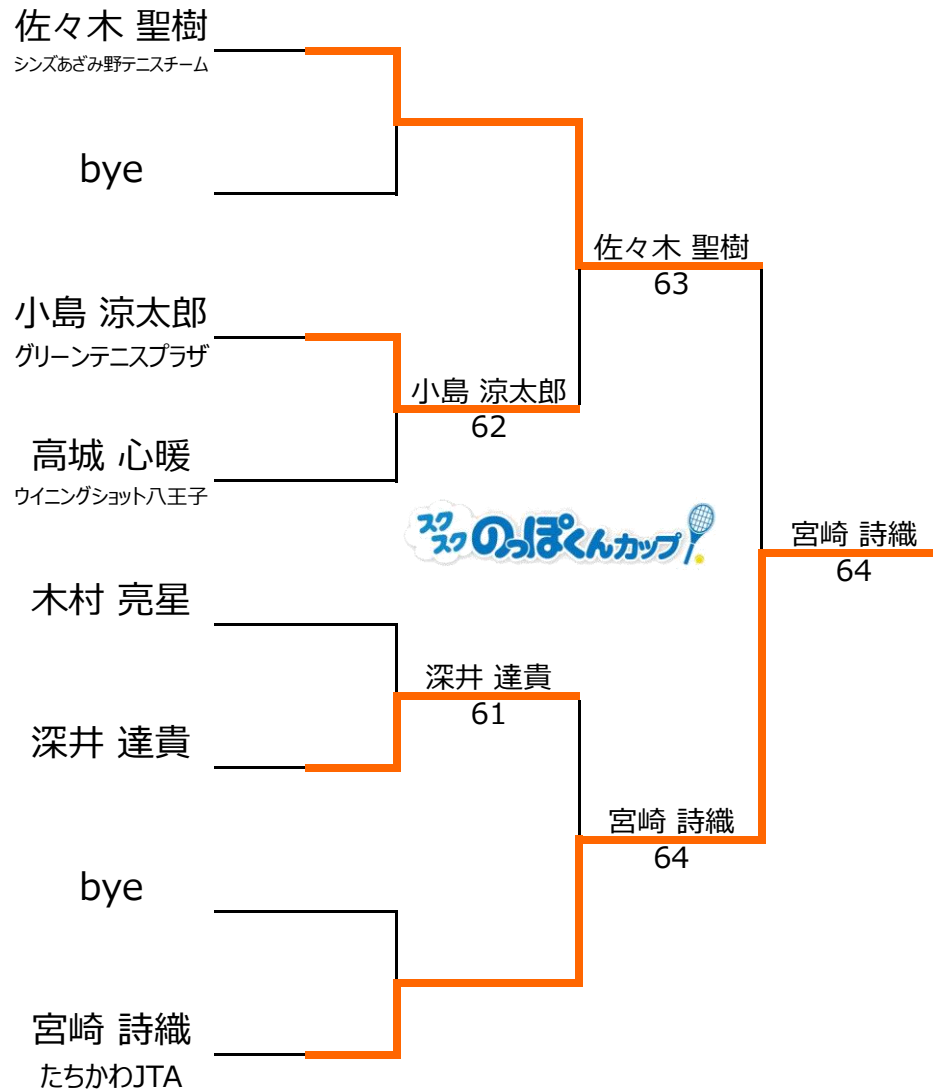 佐々木 聖樹
シンズあざみ野テニスチーム
bye
佐々木 聖樹
63
小島 涼太郎
グリーンテニスプラザ
小島 涼太郎
62
高城 心暖
ウイニングショット八王子
スクスク のっぽくんカップ
宮崎 詩織
64
木村 亮星
深井 達貴
61
深井 達貴
宮崎 詩織
64
bye
宮崎 詩織
たちかわJTA